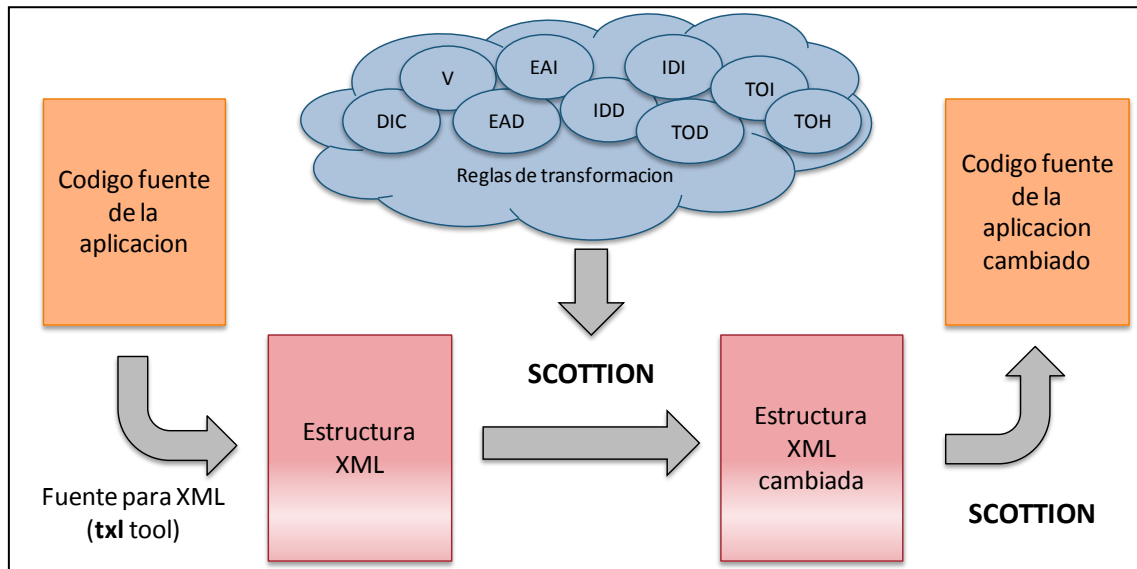 V
EAI
IDI
TOI
DIC
EAD
IDD
TOD
TOH
Reglas de transformacion
Codigo fuente
de la
aplicacion
Codigo fuente
de la
aplicacion
cambiado
SCOTTION
Estructura
XML
Estructura
XML
cambiada
Fuente para XML
(txl tool)
SCOTTION